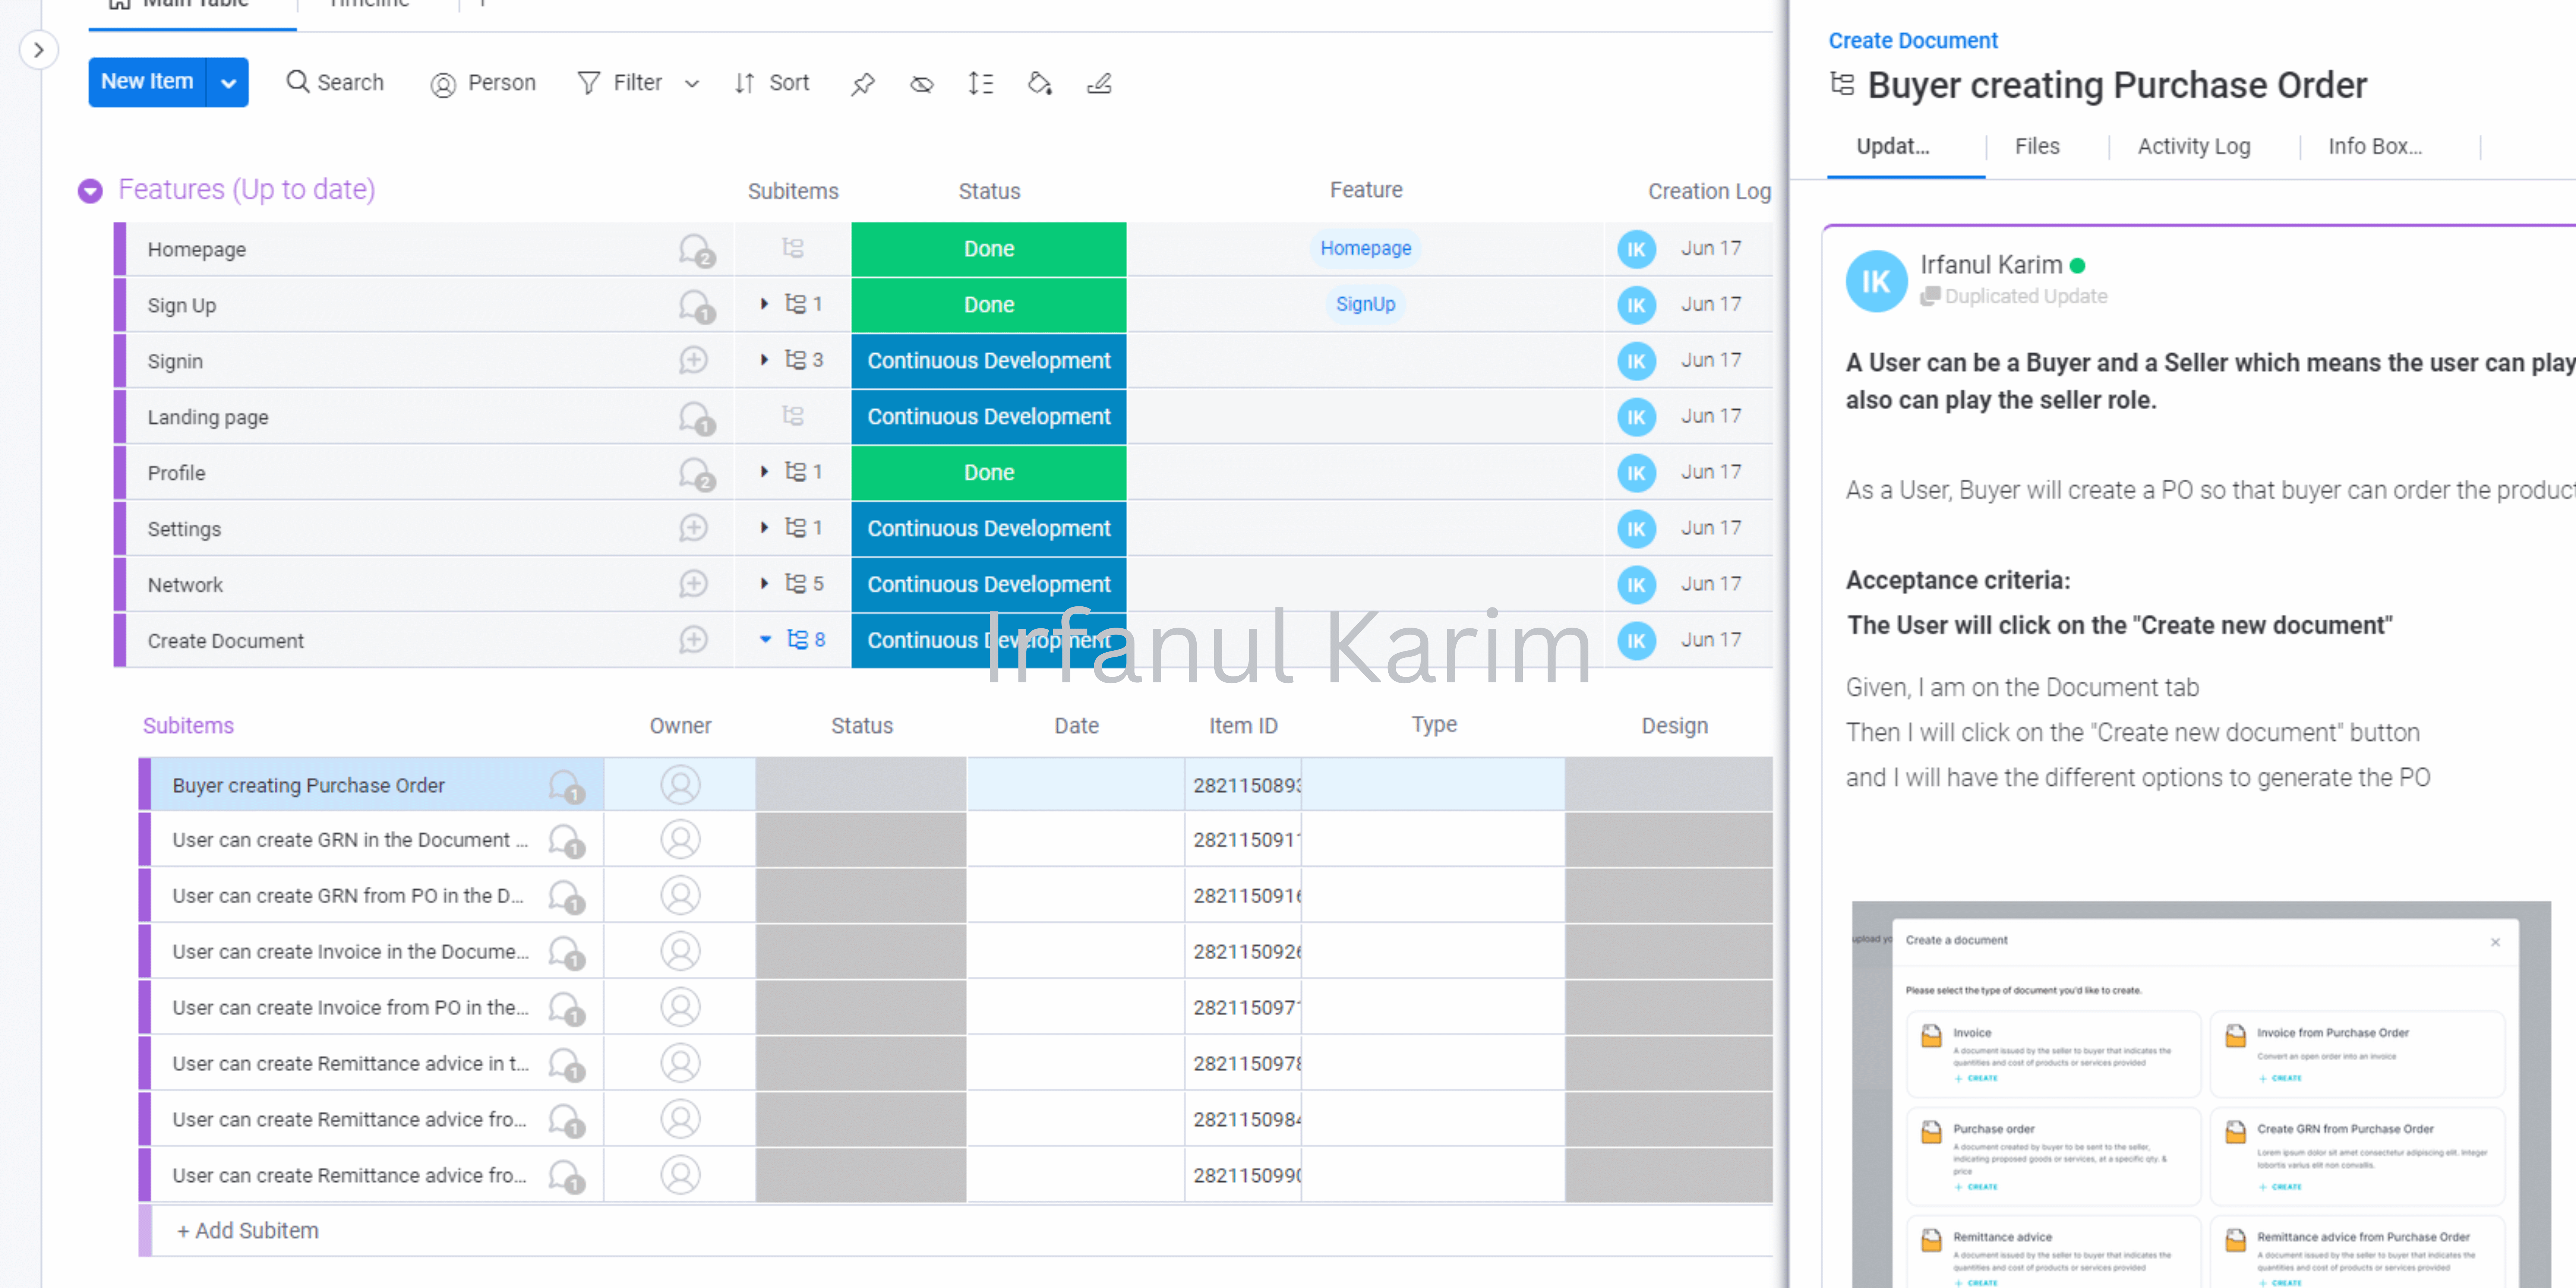 Main Table Timeline +
New Item Search Person Filter Sort
Features (Up to date) Subitems Status Feature Creation Log
Homepage 2 Done Homepage IK Jun 17
Sign Up 1 1 Done SignUp IK Jun 17
Signin 3 Continuous Development IK Jun 17
Landing page 1 Continuous Development IK Jun 17
Profile 2 1 Done IK Jun 17
Settings 1 Continuous Development IK Jun 17
Network 5 Continuous Development IK Jun 17
Create Document 8 Continuous Development IK Jun 17
Irfanul Karim
Subitems Owner Status Date Item ID Type Design
Buyer creating Purchase Order 1 282115089
User can create GRN in the Document ... 1 282115091
User can create GRN from PO in the D... 1 282115091
User can create Invoice in the Docume... 1 282115092
User can create Invoice from PO in the... 1 282115097
User can create Remittance advice in t... 1 282115097
User can create Remittance advice fro... 1 282115098
User can create Remittance advice fro... 1 282115099
+ Add Subitem
Create Document
Buyer creating Purchase Order
Updat... Files Activity Log Info Box...
IK Irfanul Karim
Duplicated Update
A User can be a Buyer and a Seller which means the user can play
also can play the seller role.
As a User, Buyer will create a PO so that buyer can order the product
Acceptance criteria:
The User will click on the "Create new document"
Given, I am on the Document tab
Then I will click on the "Create new document" button
and I will have the different options to generate the PO
upload yo
Create a document
Please select the type of document you'd like to create.
Invoice
A document issued by the seller to buyer that indicates the
quantities and cost of products or services provided
+ CREATE
Invoice from Purchase Order
Convert an open order into an invoice
+ CREATE
Purchase order
A document created by buyer to be sent to the seller,
indicating proposed goods or services, at a specific qty. &
price
+ CREATE
Create GRN from Purchase Order
Lorem ipsum dolor sit amet consectetur adipiscing elit. Integer
lobortis varius elit non convallis.
+ CREATE
Remittance advice
A document issued by the seller to buyer that indicates the
quantities and cost of products or services provided
+ CREATE
Remittance advice from Purchase Order
A document issued by the seller to buyer that indicates the
quantities and cost of products or services provided
+ CREATE